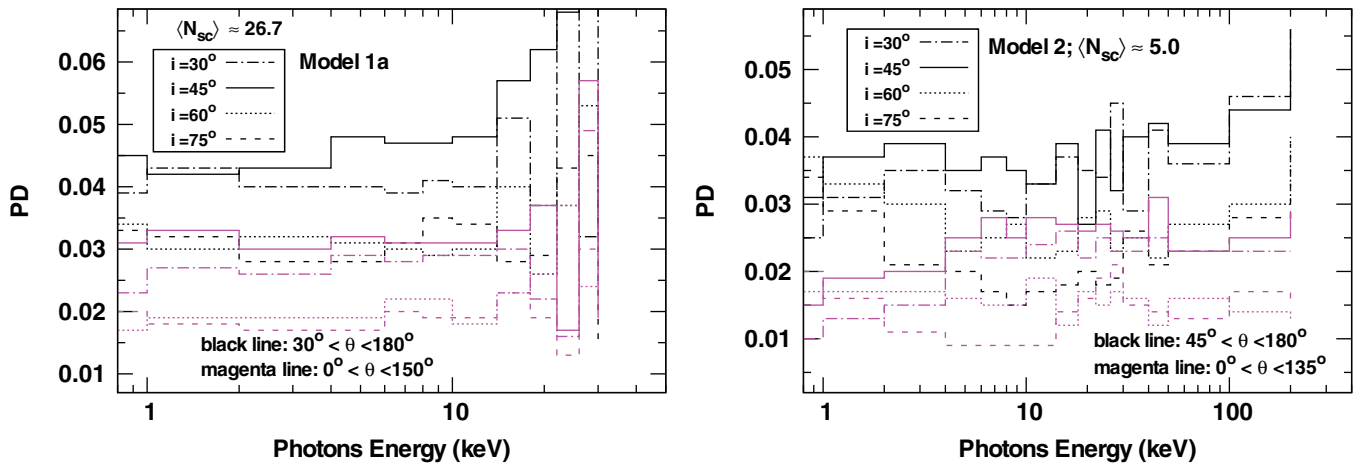 ⟨N_sc⟩ ≈ 26.7
Model 1a
i =30°
i =45°
i =60°
i =75°
0.06
0.05
0.04
0.03
0.02
0.01
PD
black line: 30° < θ <180°
magenta line: 0° < θ <150°
1
10
Photons Energy (keV)
Model 2; ⟨N_sc⟩ ≈ 5.0
i =30°
i =45°
i =60°
i =75°
0.05
0.04
0.03
0.02
0.01
PD
black line: 45° < θ <180°
magenta line: 0° < θ <135°
1
10
100
Photons Energy (keV)